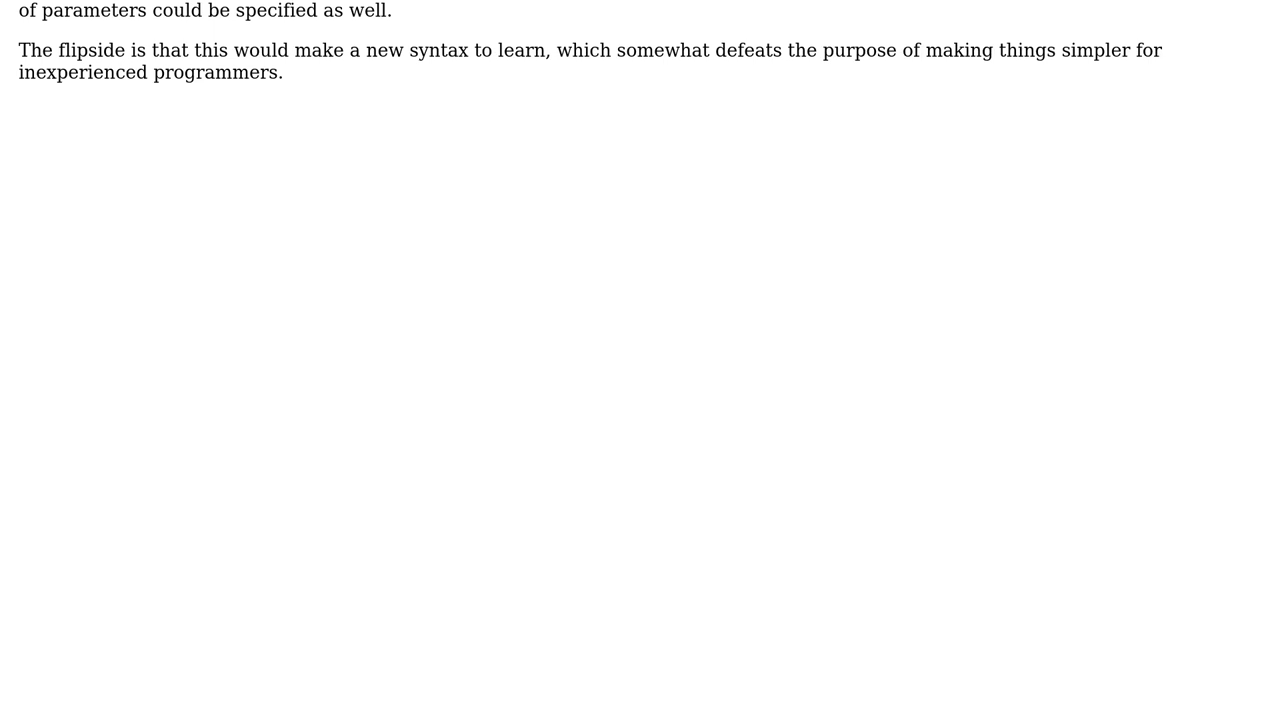 of parameters could be specified as well.
The flipside is that this would make a new syntax to learn, which somewhat defeats the purpose of making things simpler for
inexperienced programmers.